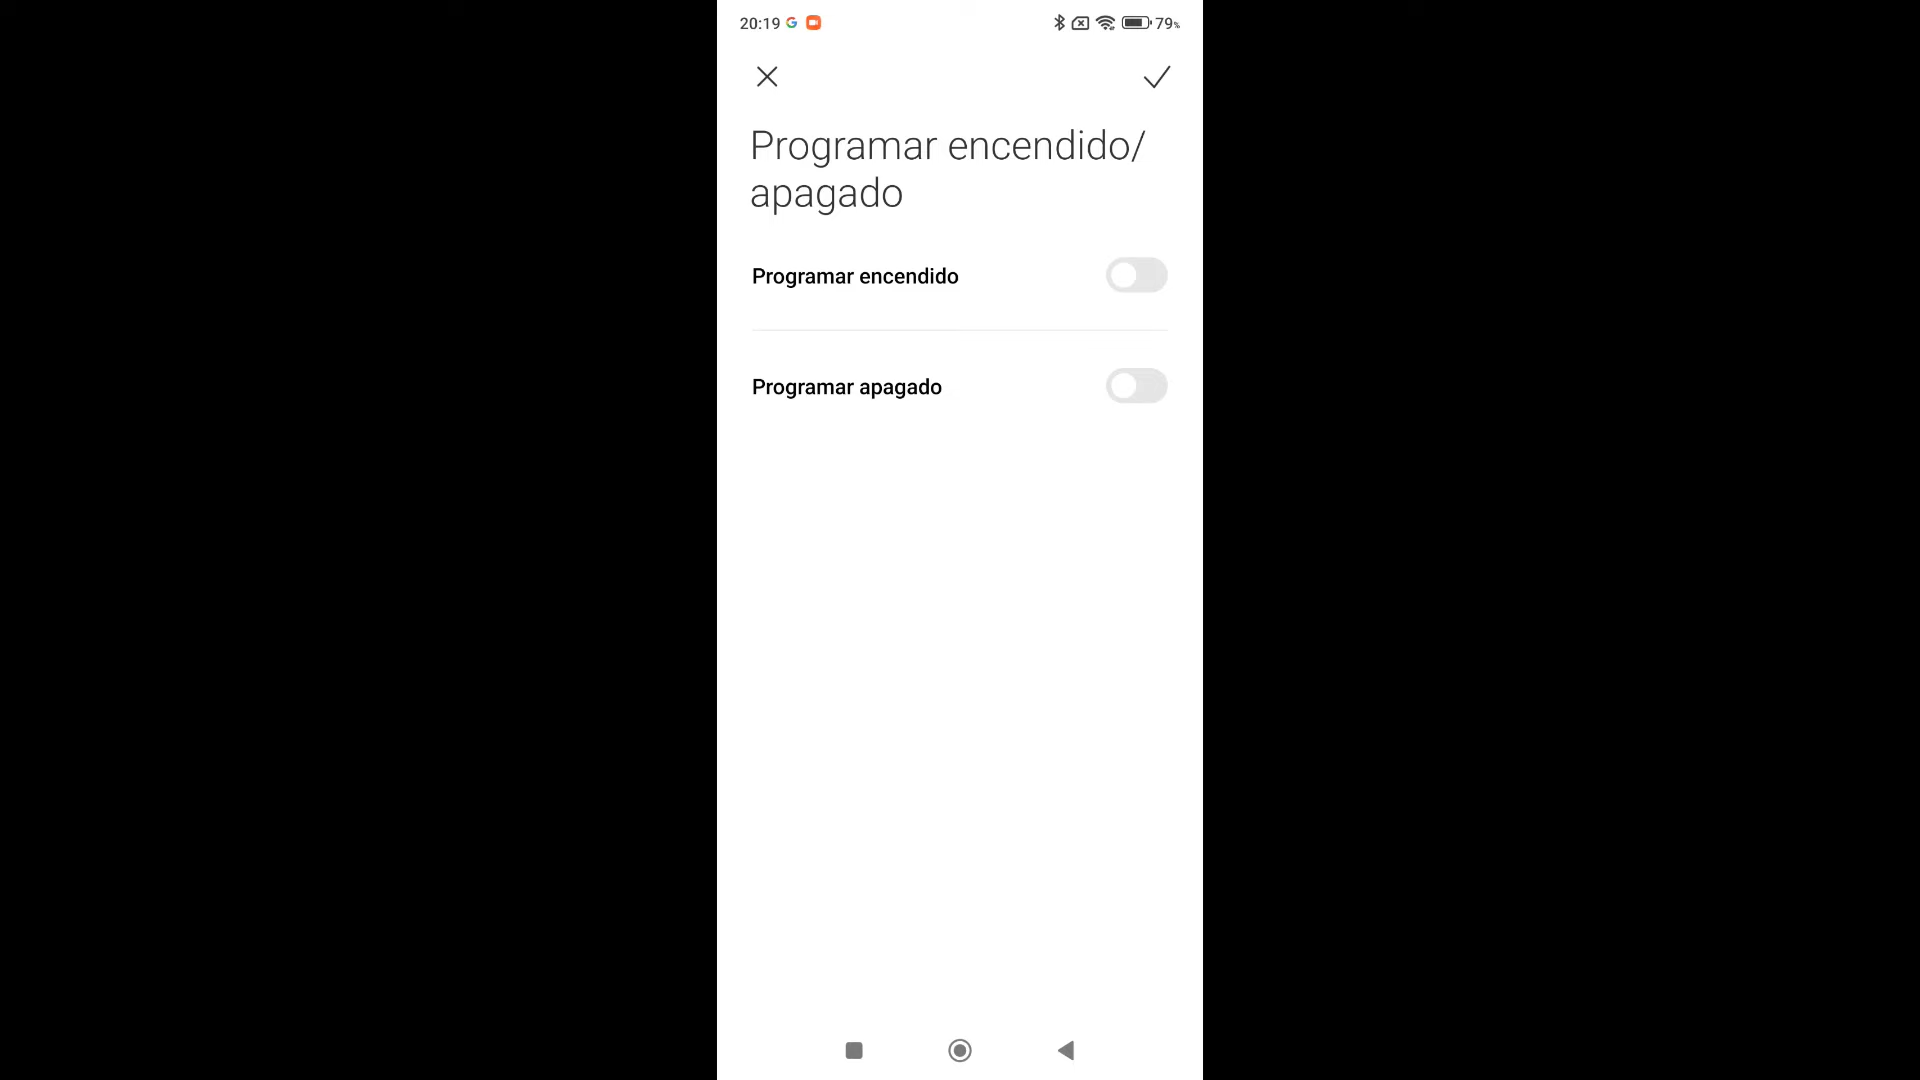 20:19
79%
Programar encendido/
apagado
Programar encendido
Programar apagado